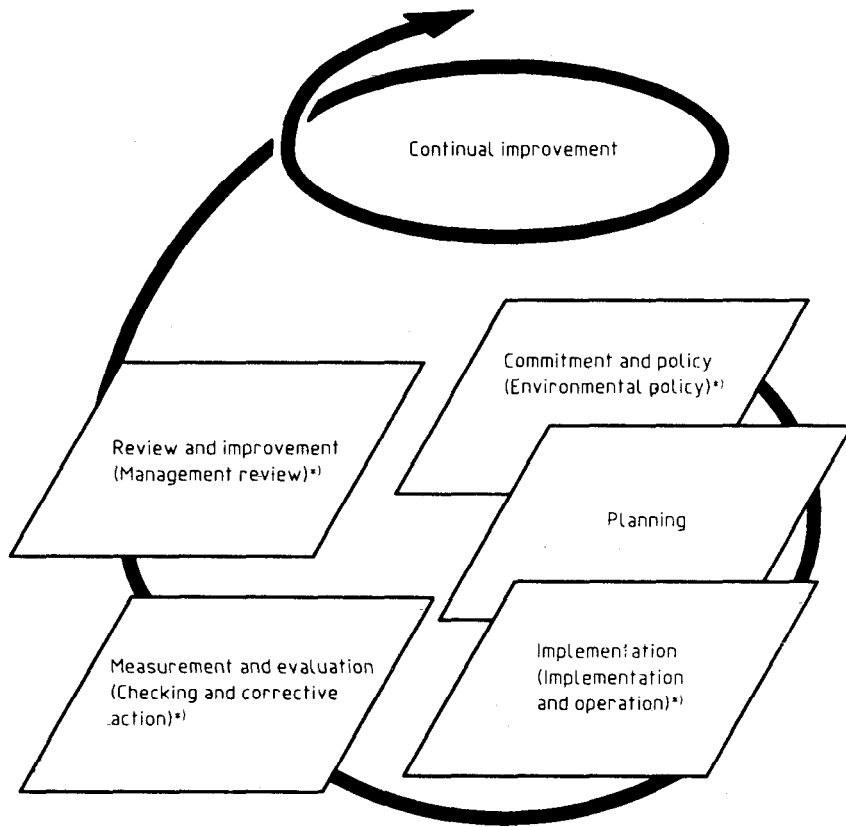 Continual improvement
Commitment and policy
(Environmental policy)*)
Review and improvement
(Management review)*)
Planning
Measurement and evaluation
(Checking and corrective
action)*)
Implementation
(Implementation
and operation)*)